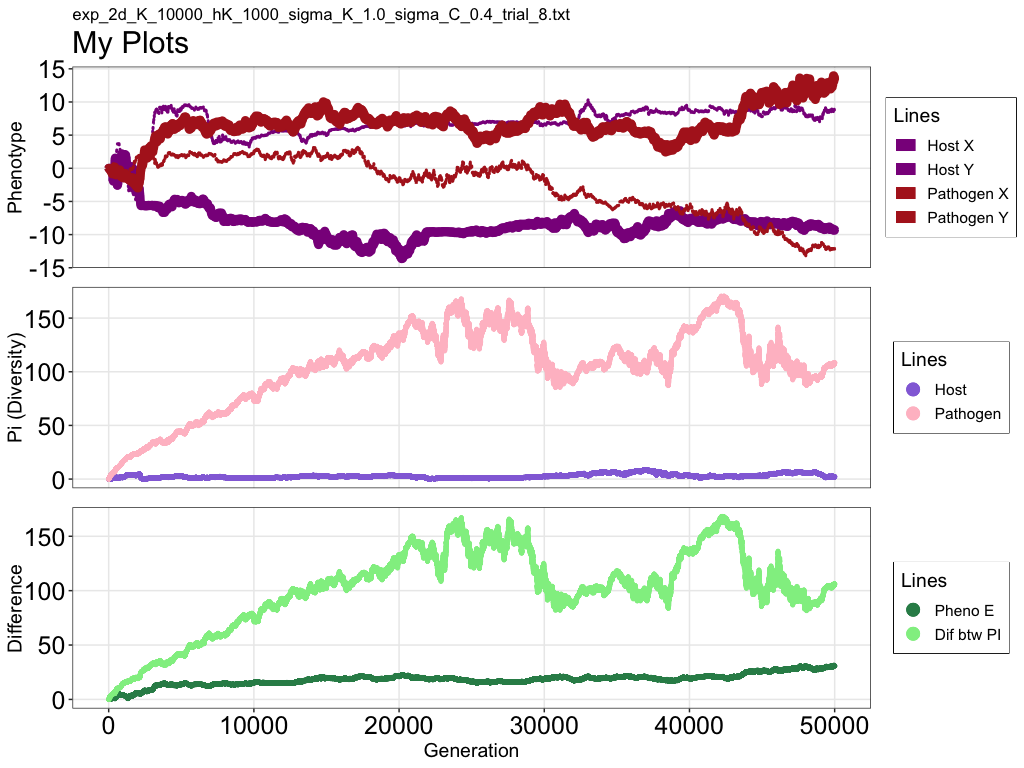 exp_2d_K_10000_hK_1000_sigma_K_1.0_sigma_C_0.4_trial_8.txt
My Plots
Phenotype
15
10
5
0
-5
-10
-15
Lines
Host X
Host Y
Pathogen X
Pathogen Y
Pi (Diversity)
150
100
50
0
Lines
Host
Pathogen
Difference
150
100
50
0
Lines
Pheno E
Dif btw PI
0 10000 20000 30000 40000 50000
Generation